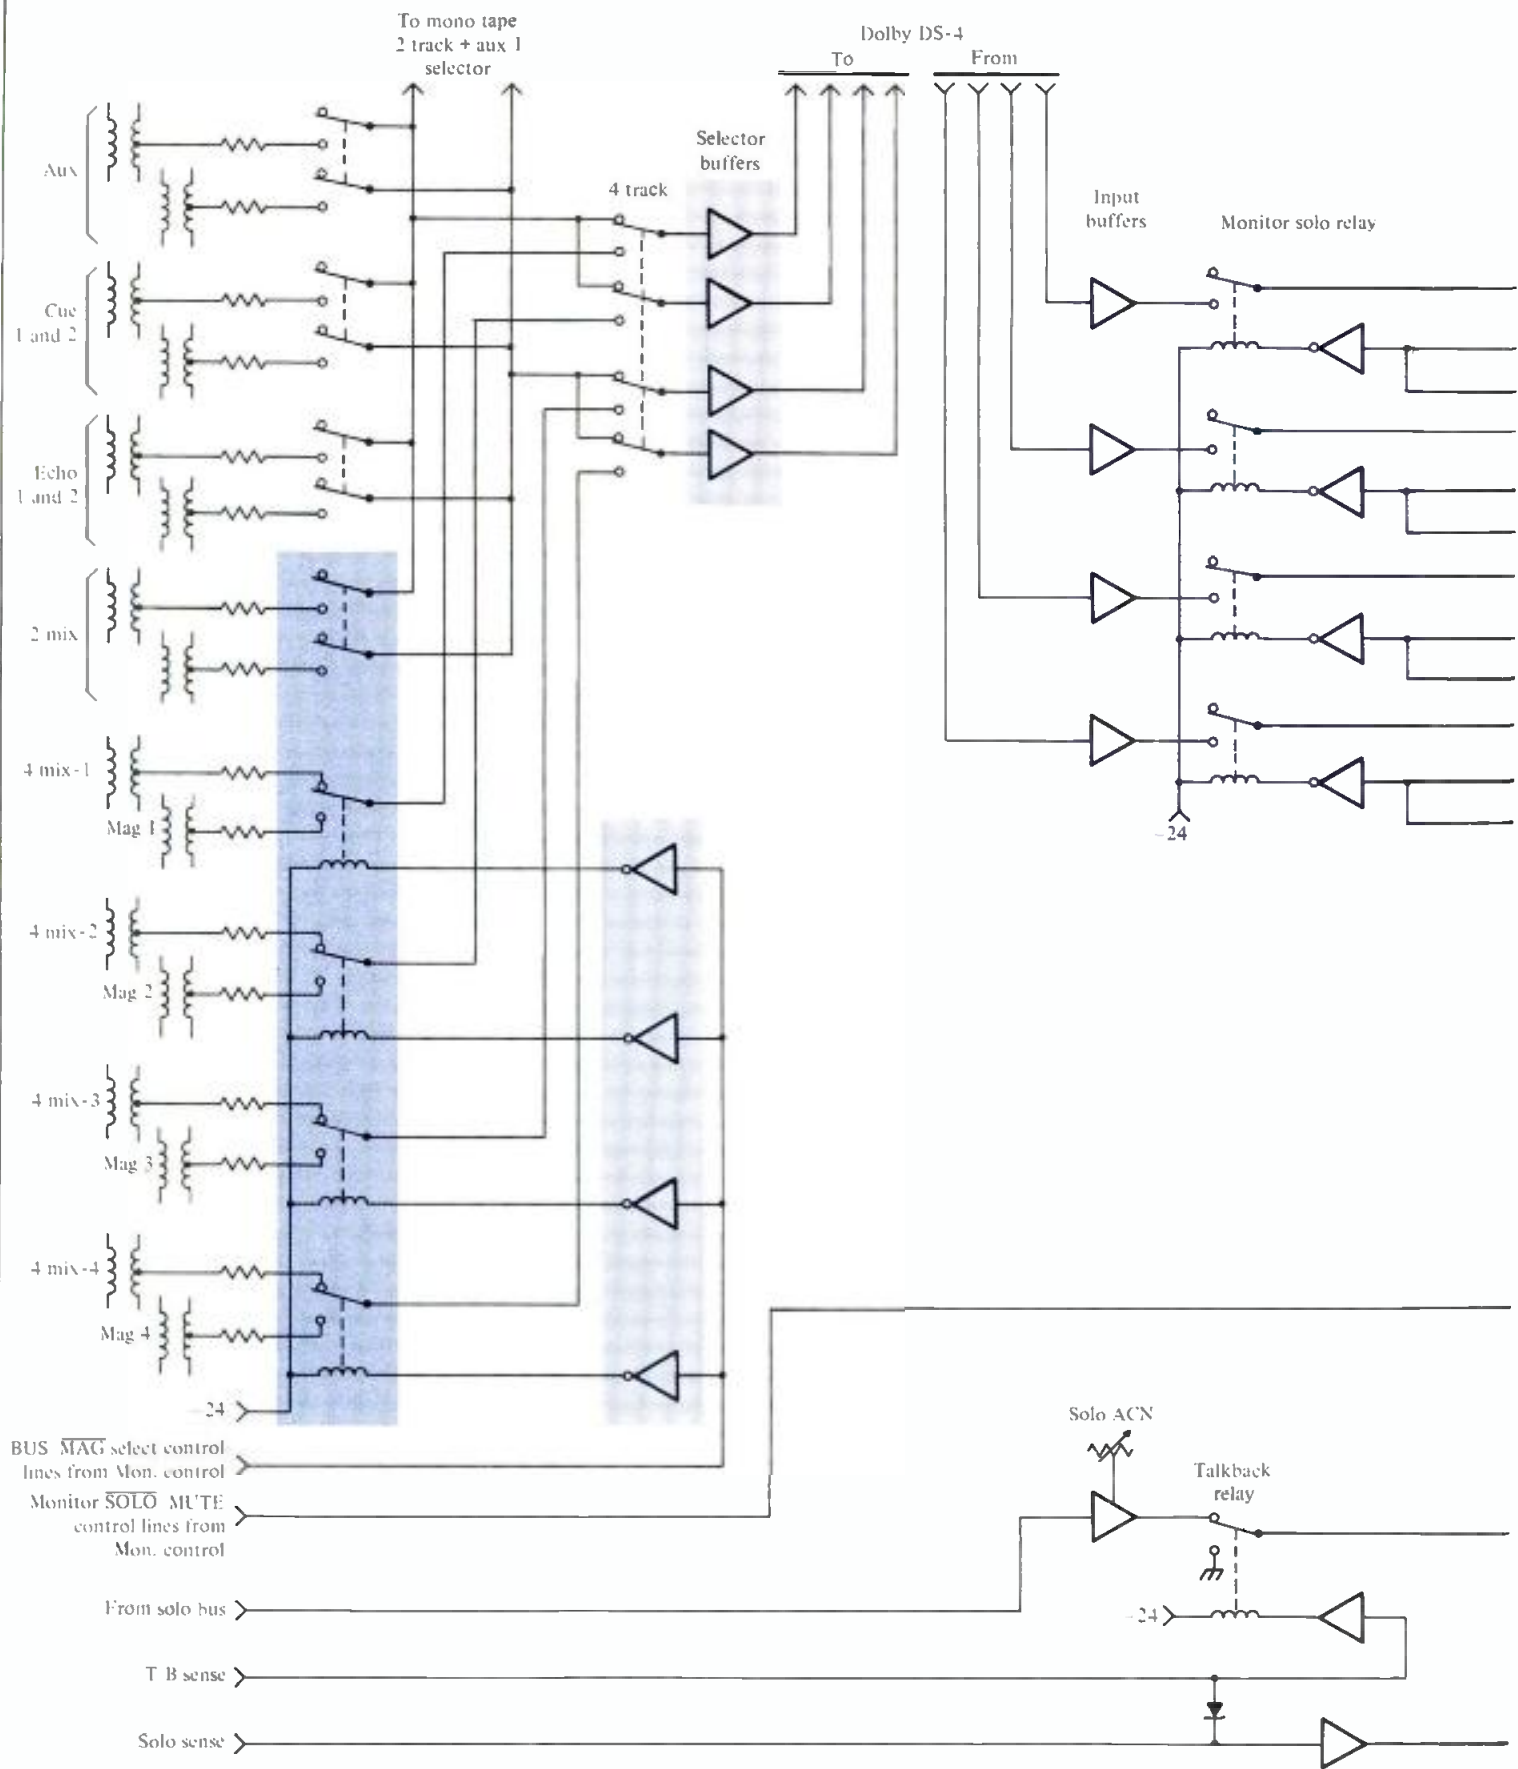 To mono tape
2 track + aux 1
selector
Dolby DS-4
To
From
Aux
Selector
buffers
4 track
Input
buffers
Monitor solo relay
Cue
1 and 2
Echo
1 and 2
2 mix
4 mix-1
Mag 1
-24
4 mix-2
Mag 2
4 mix-3
Mag 3
4 mix-4
Mag 4
-24
BUS MAG select control
lines from Mon. control
Monitor SOLO MUTE
control lines from
Mon. control
Solo ACN
Talkback
relay
From solo bus
-24
T B sense
Solo sense